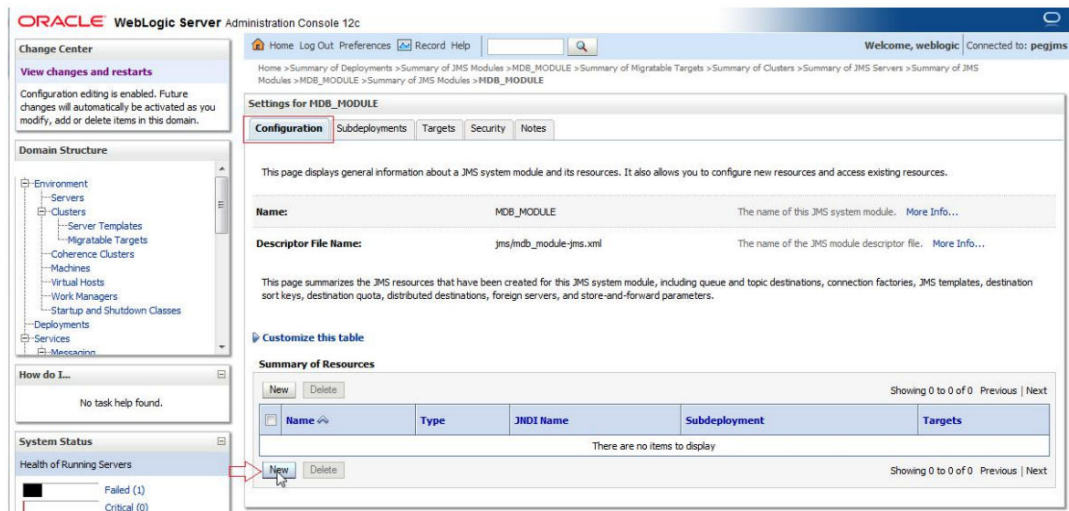 ORACLE WebLogic Server Administration Console 12c
Change Center
View changes and restarts
Configuration editing is enabled. Future
changes will automatically be activated as you
modify, add or delete items in this domain.
Domain Structure
Environment
Servers
Clusters
Server Templates
Migratable Targets
Coherence Clusters
Machines
Virtual Hosts
Work Managers
Startup and Shutdown Classes
Deployments
Services
Messaging
How do I...
No task help found.
System Status
Health of Running Servers
Failed (1)
Critical (0)
Home Log Out Preferences Record Help
Welcome, weblogic Connected to: pegjms
Home >Summary of Deployments >Summary of JMS Modules >MDB_MODULE >Summary of Migratable Targets >Summary of Clusters >Summary of JMS Servers >Summary of JMS
Modules >MDB_MODULE >Summary of JMS Modules >MDB_MODULE
Settings for MDB_MODULE
Configuration Subdeployments Targets Security Notes
This page displays general information about a JMS system module and its resources. It also allows you to configure new resources and access existing resources.
Name: MDB_MODULE The name of this JMS system module. More Info...
Descriptor File Name: jms/mdb_module-jms.xml The name of the JMS module descriptor file. More Info...
This page summarizes the JMS resources that have been created for this JMS system module, including queue and topic destinations, connection factories, JMS templates, destination
sort keys, destination quota, distributed destinations, foreign servers, and store-and-forward parameters.
Customize this table
Summary of Resources
New Delete Showing 0 to 0 of 0 Previous | Next
Name Type JNDI Name Subdeployment Targets
There are no items to display
New Delete Showing 0 to 0 of 0 Previous | Next